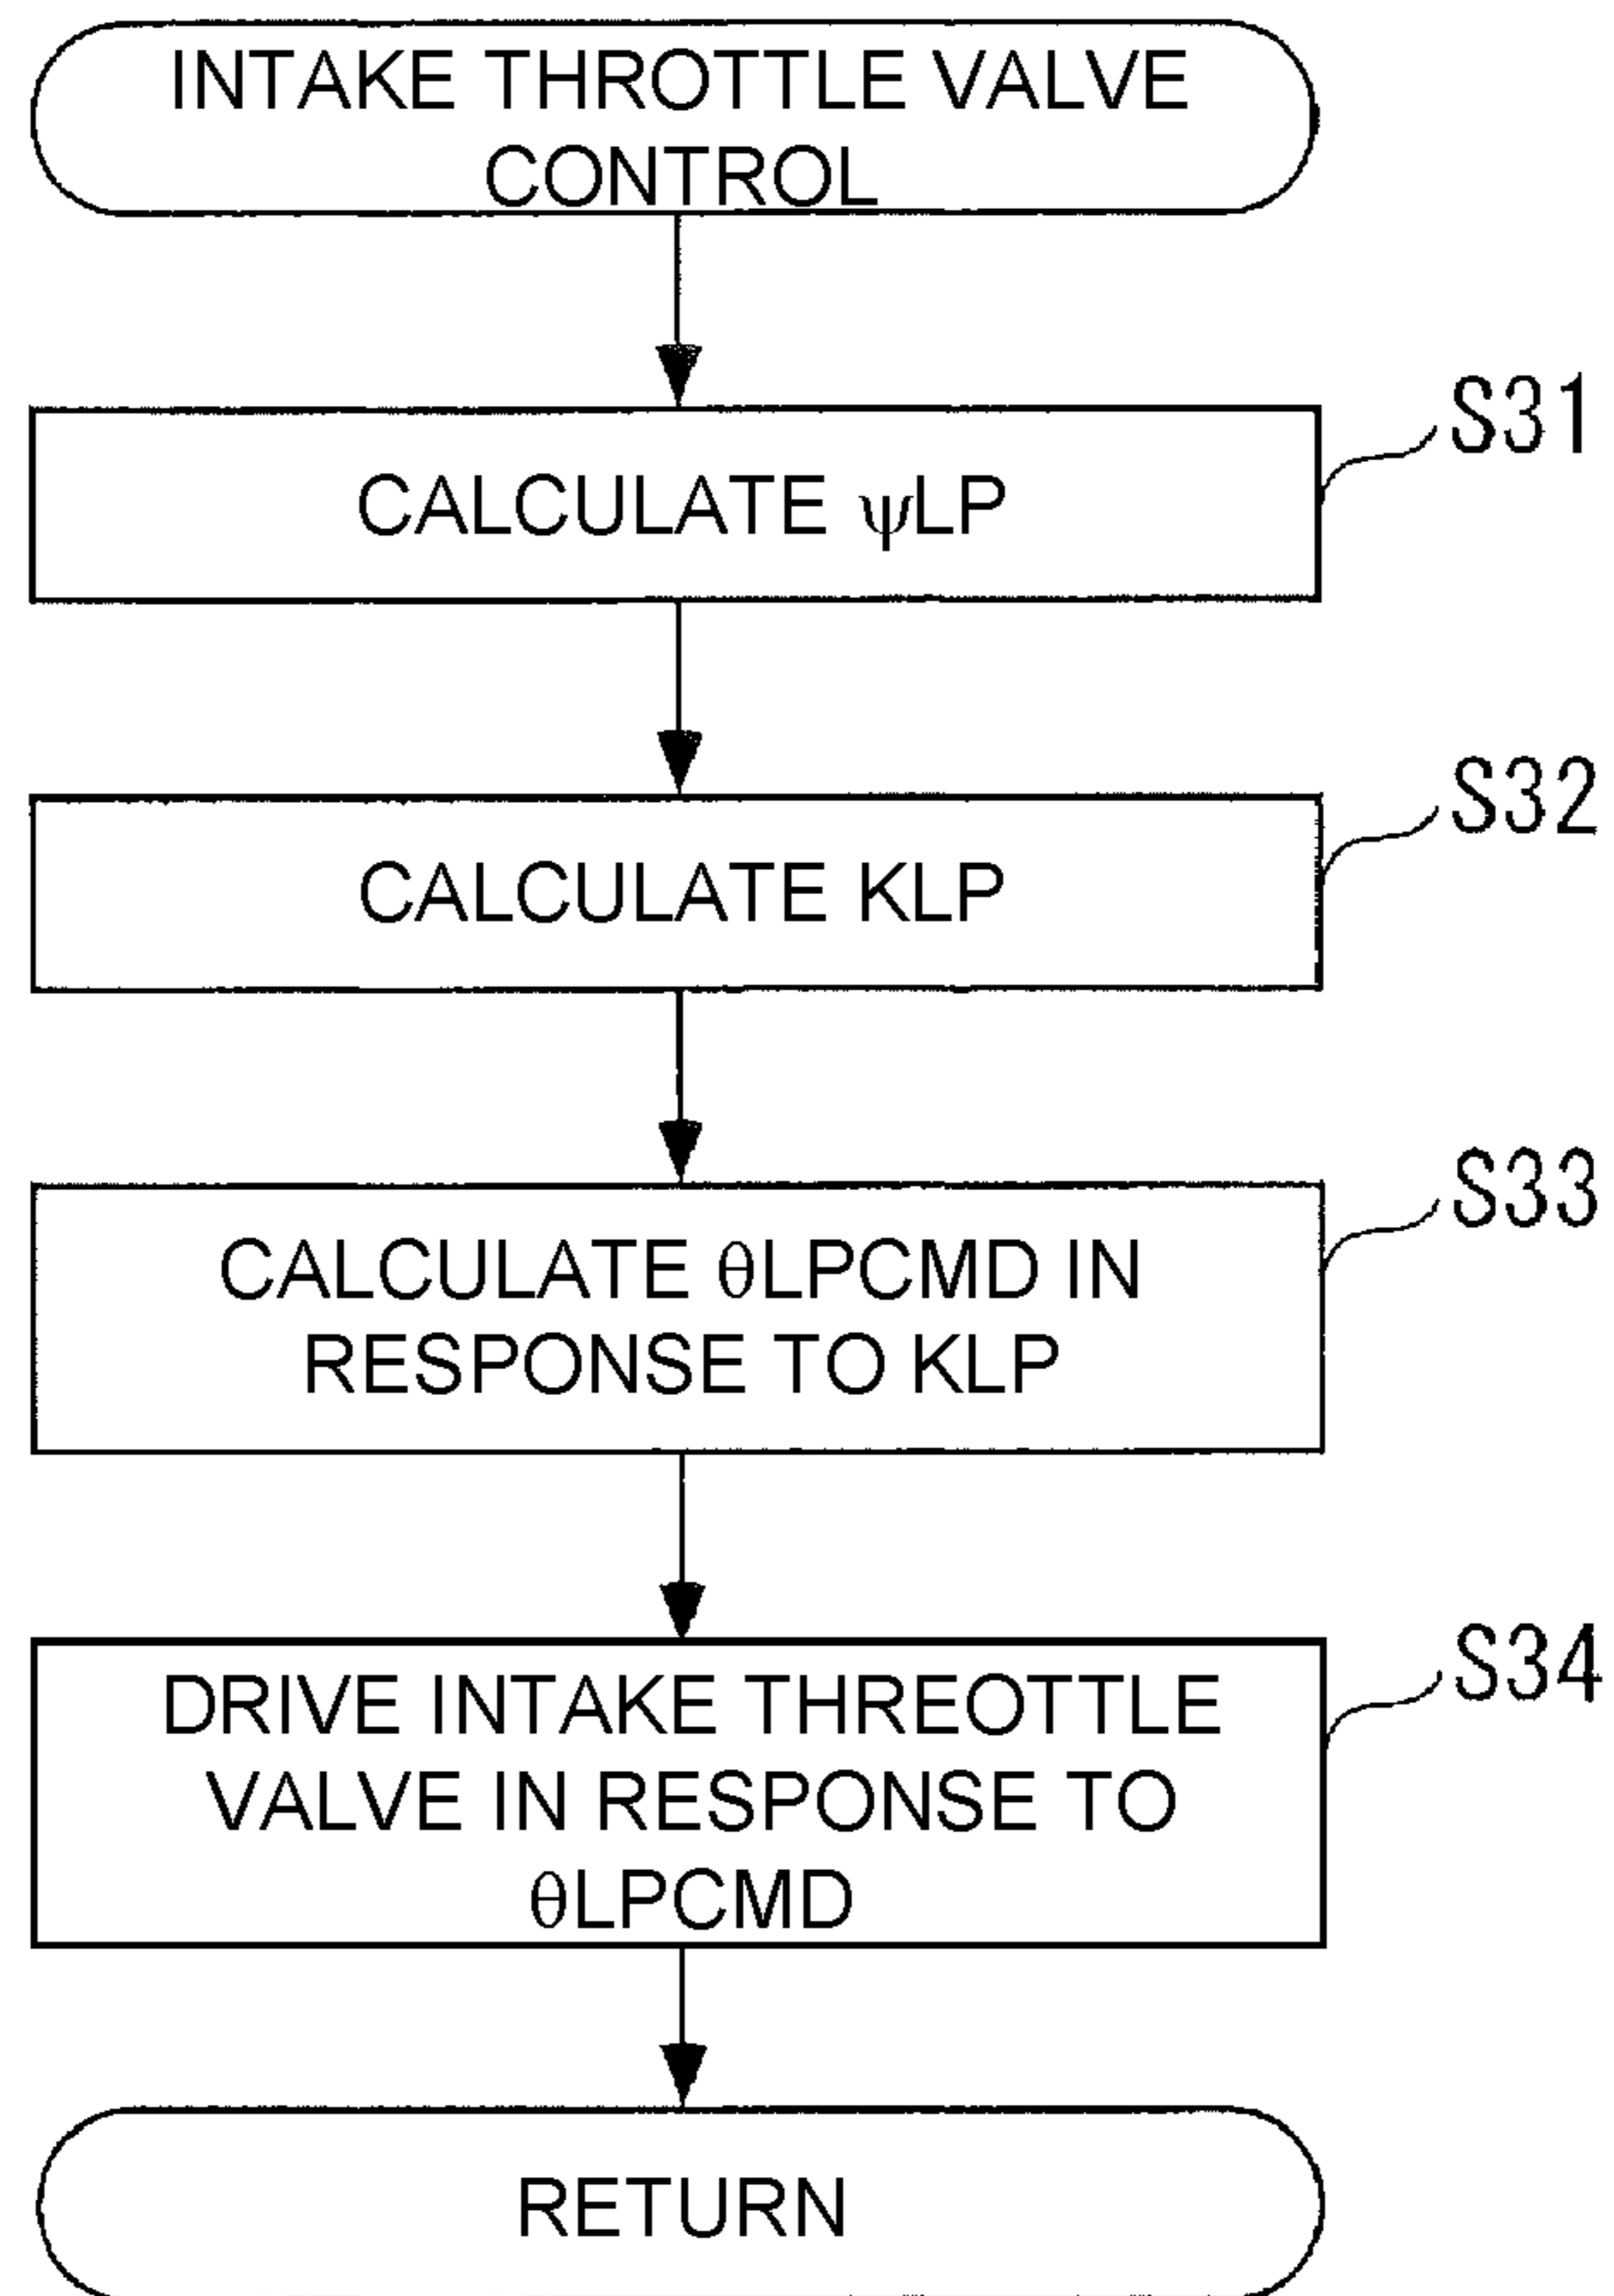 INTAKE THROTTLE VALVE
CONTROL
S31
CALCULATE ψLP
S32
CALCULATE KLP
S33
CALCULATE θLPCMD IN
RESPONSE TO KLP
S34
DRIVE INTAKE THREOTTLE
VALVE IN RESPONSE TO
θLPCMD
RETURN